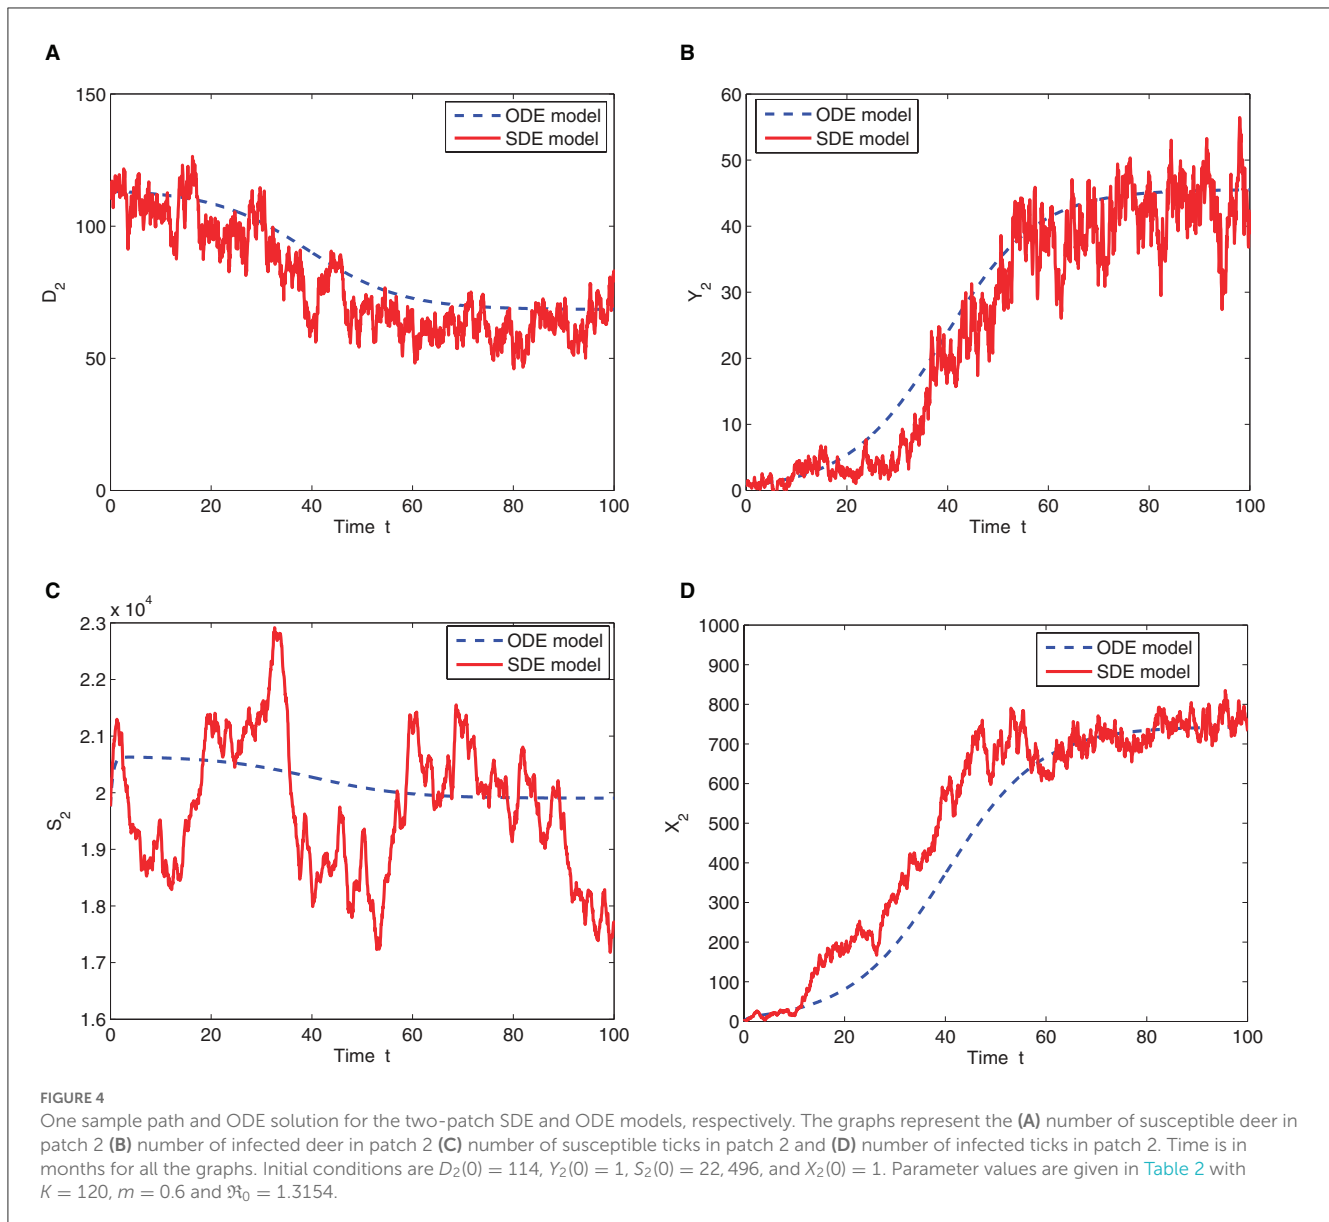 A
150
100
50
0
D2
0 20 40 60 80 100
Time t
ODE model
SDE model
B
60
50
40
30
20
10
0
Y2
0 20 40 60 80 100
Time t
ODE model
SDE model
C
x 10^4
2.3
2.2
2.1
2
1.9
1.8
1.7
1.6
S2
0 20 40 60 80 100
Time t
ODE model
SDE model
D
1000
900
800
700
600
500
400
300
200
100
0
X2
0 20 40 60 80 100
Time t
ODE model
SDE model
FIGURE 4
One sample path and ODE solution for the two-patch SDE and ODE models, respectively. The graphs represent the (A) number of susceptible deer in
patch 2 (B) number of infected deer in patch 2 (C) number of susceptible ticks in patch 2 and (D) number of infected ticks in patch 2. Time is in
months for all the graphs. Initial conditions are D2(0) = 114, Y2(0) = 1, S2(0) = 22,496, and X2(0) = 1. Parameter values are given in Table 2 with
K = 120, m = 0.6 and ℜ0 = 1.3154.